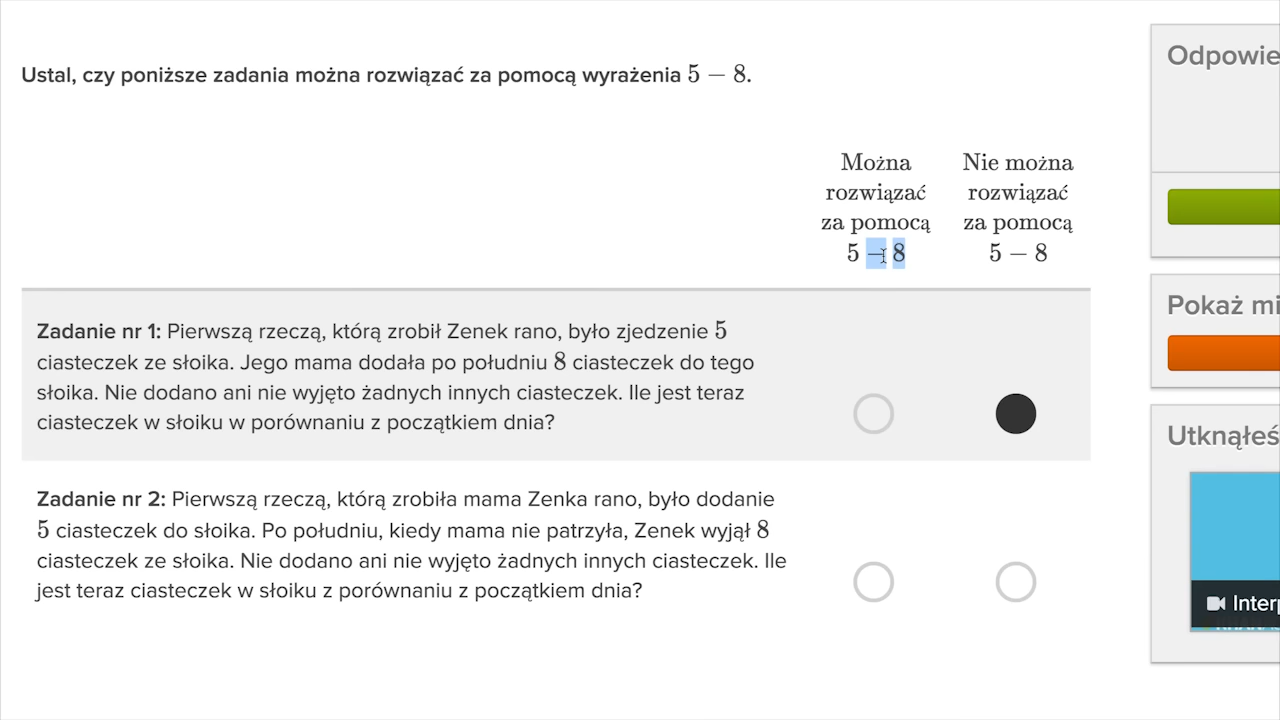 Ustal, czy poniższe zadania można rozwiązać za pomocą wyrażenia 5 − 8.
Odpowie
Można
rozwiązać
za pomocą
5 − 8
Nie można
rozwiązać
za pomocą
5 − 8
Zadanie nr 1: Pierwszą rzeczą, którą zrobił Zenek rano, było zjedzenie 5
ciasteczek ze słoika. Jego mama dodała po południu 8 ciasteczek do tego
słoika. Nie dodano ani nie wyjęto żadnych innych ciasteczek. Ile jest teraz
ciasteczek w słoiku w porównaniu z początkiem dnia?
Zadanie nr 2: Pierwszą rzeczą, którą zrobiła mama Zenka rano, było dodanie
5 ciasteczek do słoika. Po południu, kiedy mama nie patrzyła, Zenek wyjął 8
ciasteczek ze słoika. Nie dodano ani nie wyjęto żadnych innych ciasteczek. Ile
jest teraz ciasteczek w słoiku z porównaniu z początkiem dnia?
Pokaż mi
Utknąłeś
Interp